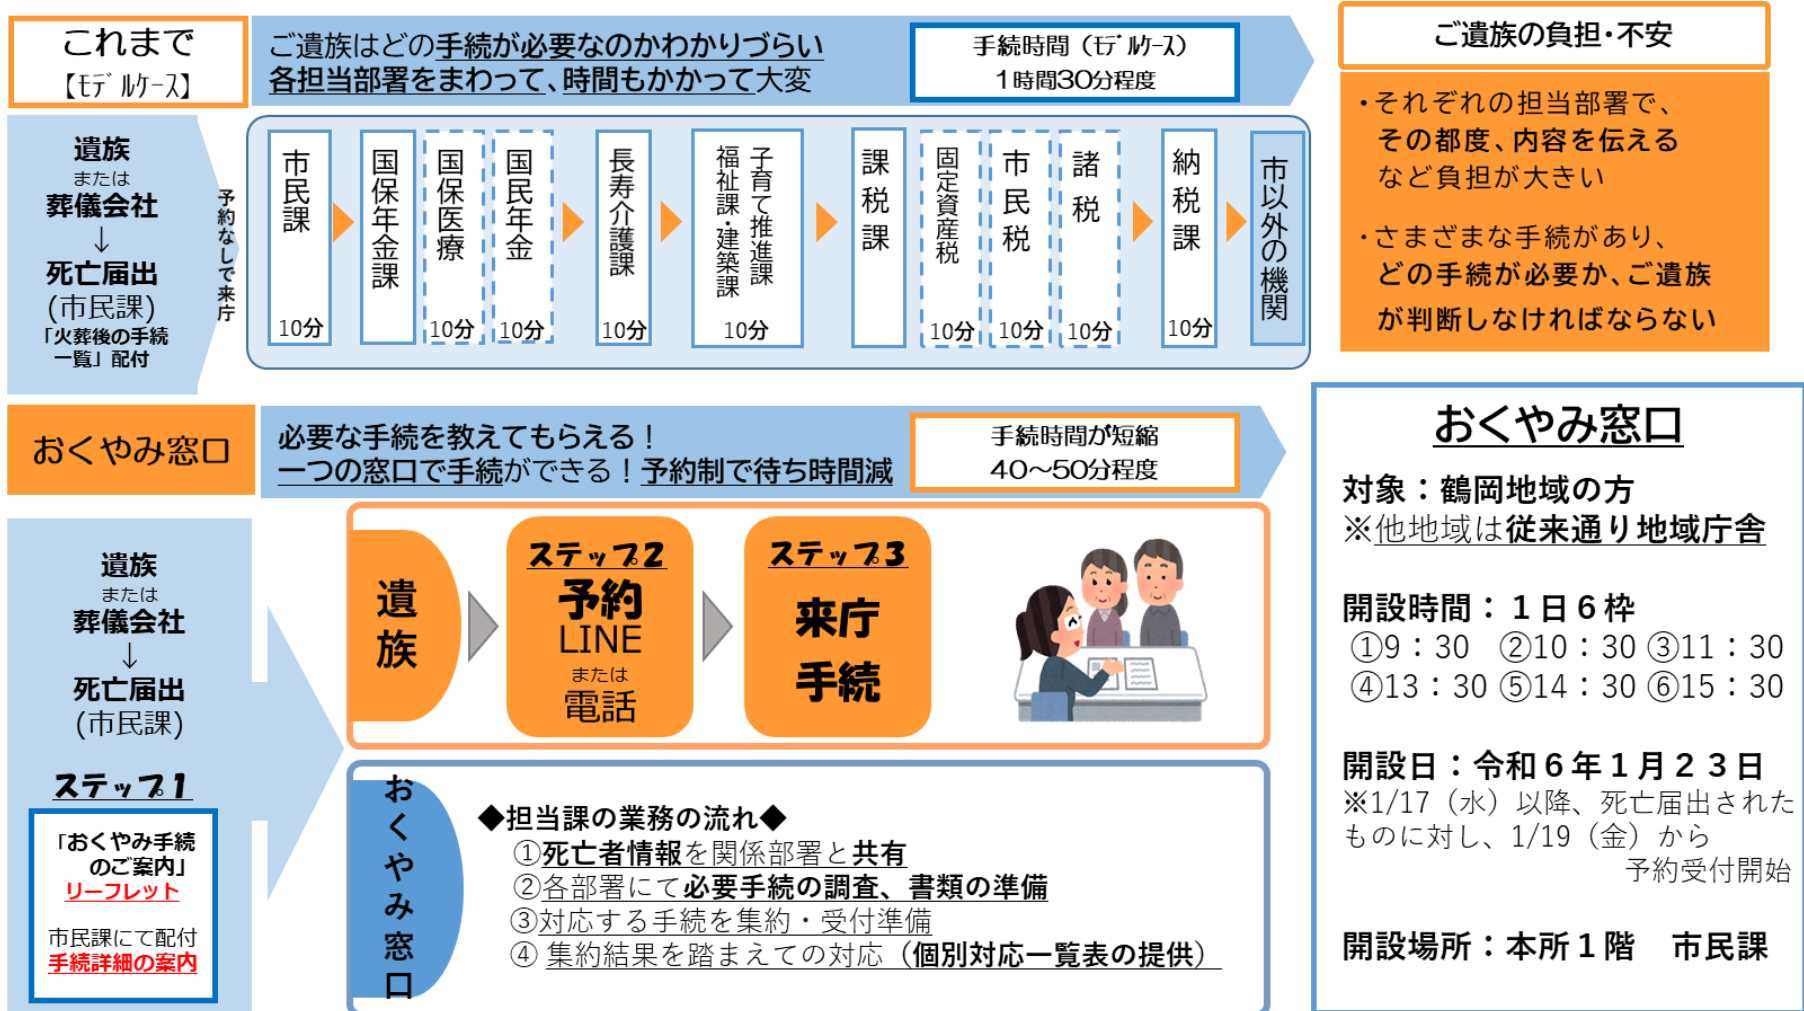 これまで
【ﾓﾃﾞﾙｹｰｽ】
ご遺族はどの手続が必要なのかわかりづらい
各担当部署をまわって、時間もかかって大変
手続時間（ﾓﾃﾞﾙｹｰｽ）
1時間30分程度
ご遺族の負担・不安
・それぞれの担当部署で、
その都度、内容を伝える
など負担が大きい
・さまざまな手続があり、
どの手続が必要か、ご遺族
が判断しなければならない
遺族
または
葬儀会社
↓
死亡届出
(市民課)
「火葬後の手続
一覧」配付
予約なしで来庁
市民課
10分
国保年金課
国保医療
10分
国民年金
10分
長寿介護課
10分
子育て推進課
福祉課・建築課
10分
課税課
固定資産税
10分
市民税
10分
諸税
10分
納税課
10分
市以外の機関
おくやみ窓口
必要な手続を教えてもらえる！
一つの窓口で手続ができる！予約制で待ち時間減
手続時間が短縮
40～50分程度
遺族
または
葬儀会社
↓
死亡届出
(市民課)
ステップ1
「おくやみ手続
のご案内」
リーフレット
市民課にて配付
手続詳細の案内
遺族
ステップ2
予約
LINE
または
電話
ステップ3
来庁
手続
おくやみ窓口
◆担当課の業務の流れ◆
①死亡者情報を関係部署と共有
②各部署にて必要手続の調査、書類の準備
③対応する手続を集約・受付準備
④ 集約結果を踏まえての対応（個別対応一覧表の提供）
おくやみ窓口
対象：鶴岡地域の方
※他地域は従来通り地域庁舎
開設時間：１日６枠
①9：30　②10：30 ③11：30
④13：30 ⑤14：30 ⑥15：30
開設日：令和６年１月２３日
※1/17（水）以降、死亡届出された
ものに対し、1/19（金）から
予約受付開始
開設場所：本所１階　市民課